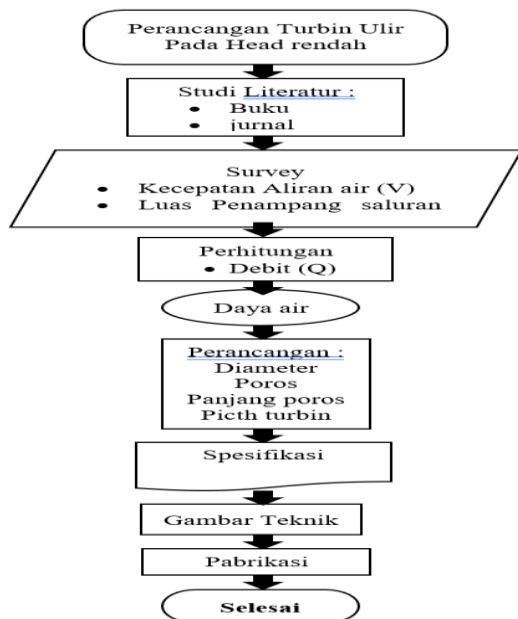 Perancangan Turbin Ulir
Pada Head rendah
Studi Literatur :
• Buku
• jurnal
Survey
• Kecepatan Aliran air (V)
• Luas Penampang saluran
Perhitungan
• Debit (Q)
Daya air
Perancangan :
Diameter
Poros
Panjang poros
Picth turbin
Spesifikasi
Gambar Teknik
Pabrikasi
Selesai